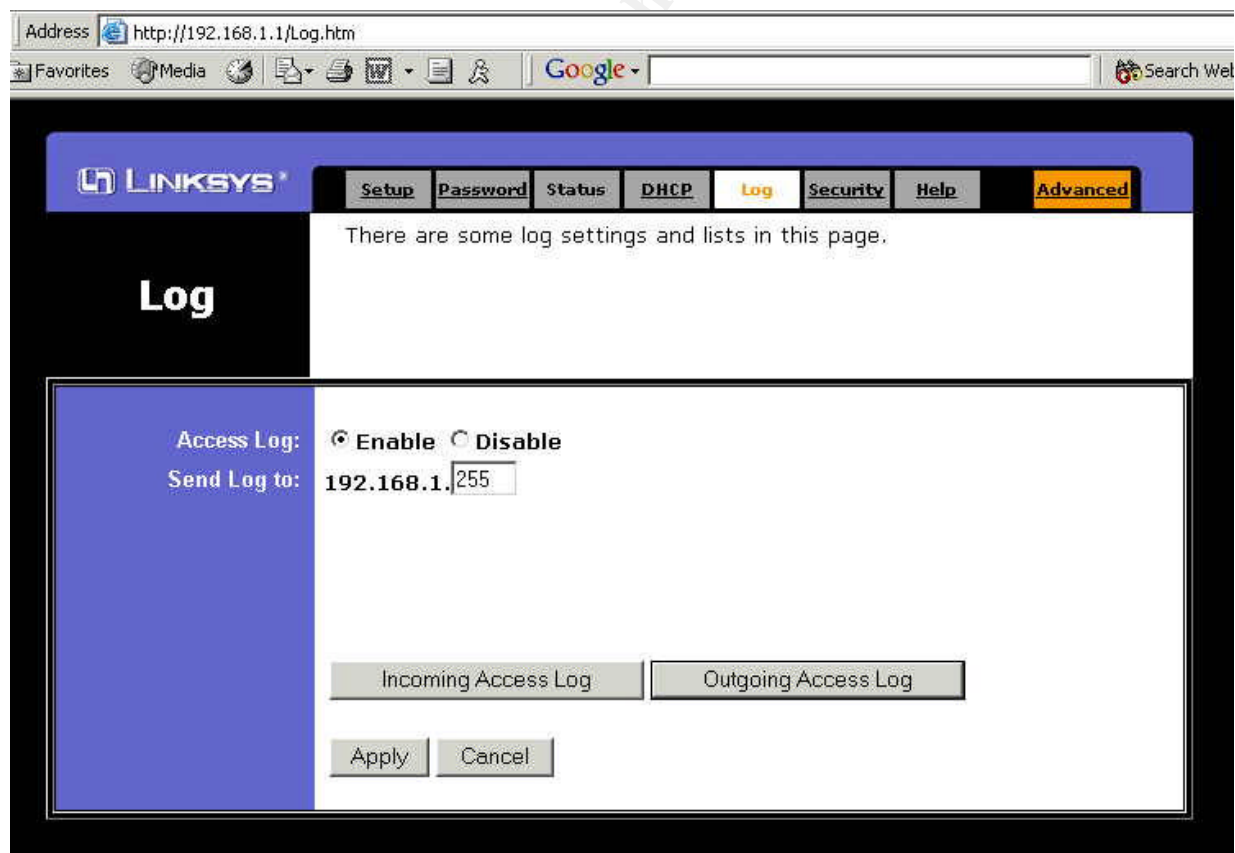 Address http://192.168.1.1/Log.htm
Favorites Media Google Search Web
LINKSYS® Setup Password Status DHCP Log Security Help Advanced
There are some log settings and lists in this page.
Log
Access Log: Enable Disable
Send Log to: 192.168.1.255
Incoming Access Log Outgoing Access Log
Apply Cancel